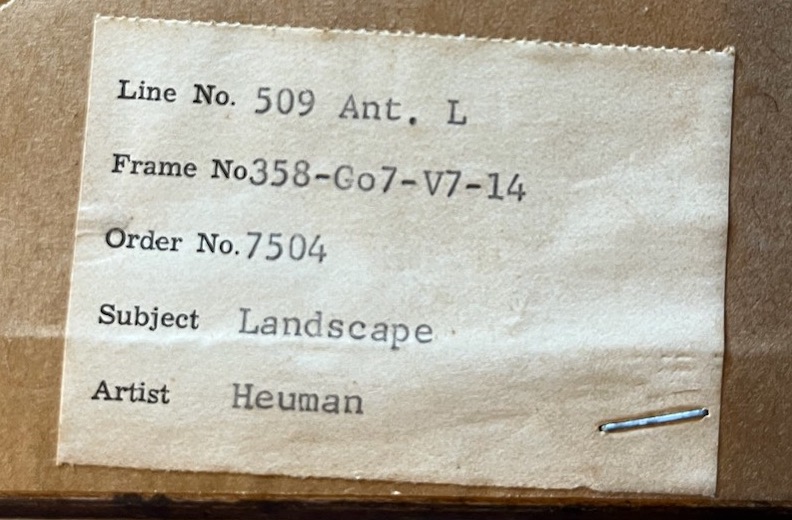 Line No. 509 Ant. L
Frame No358-Go7-V7-14
Order No.7504
Subject Landscape
Artist Heuman